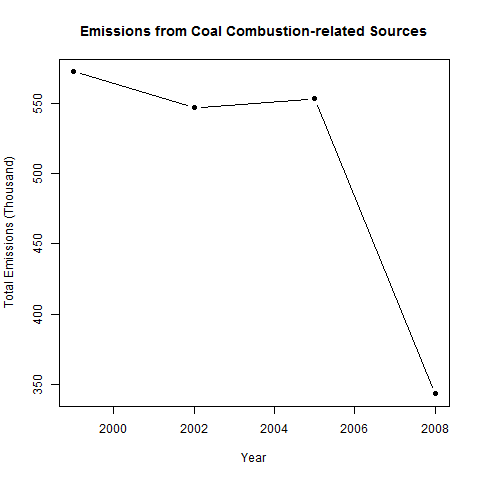 Emissions from Coal Combustion-related Sources
Total Emissions (Thousand)
550
500
450
400
350
2000 2002 2004 2006 2008
Year